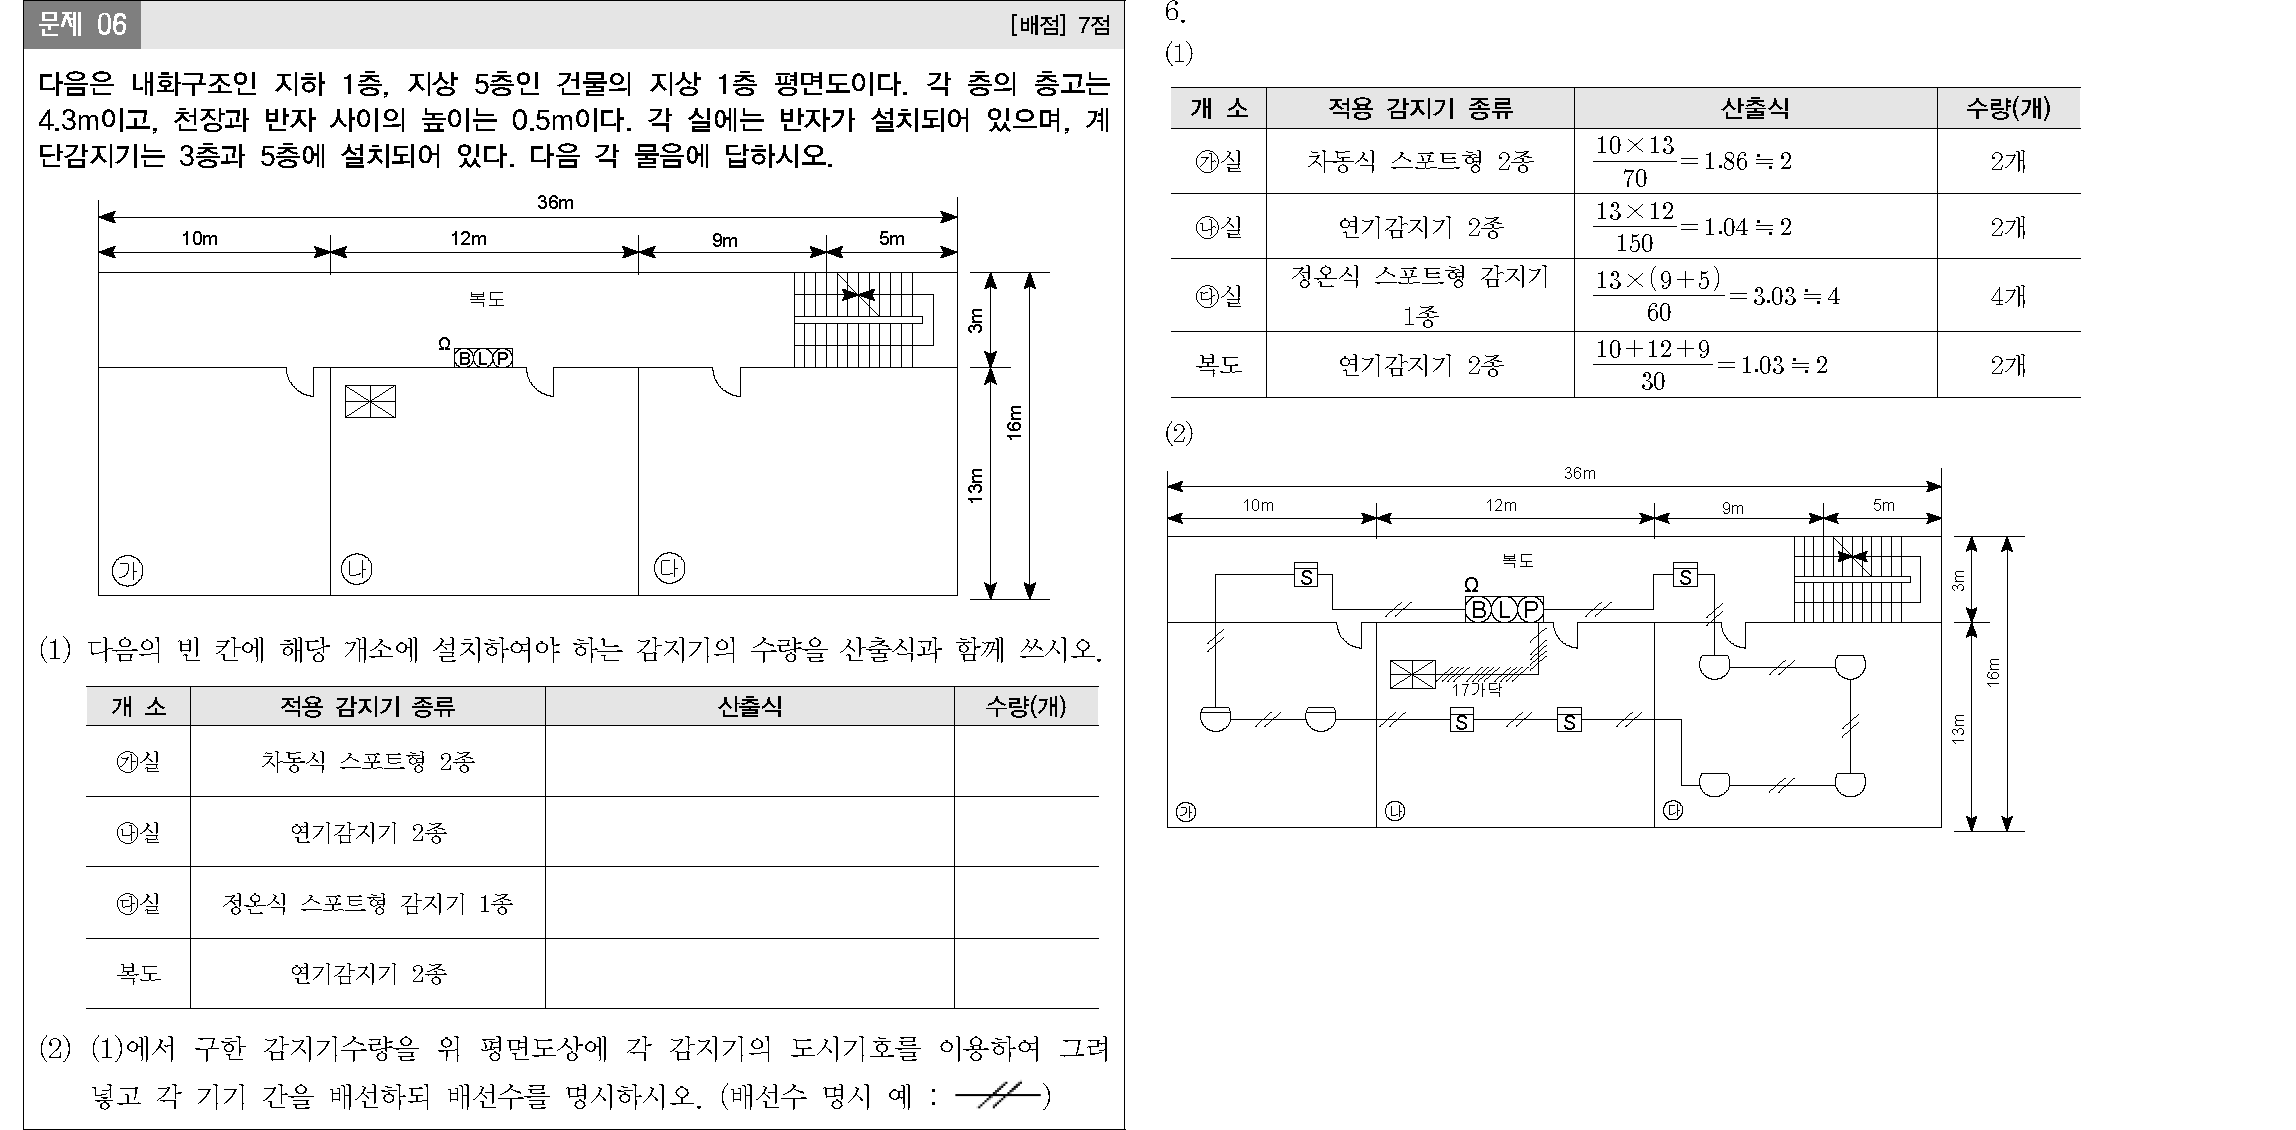 문제 06
[배점] 7점
다음은 내화구조인 지하 1층, 지상 5층인 건물의 지상 1층 평면도이다. 각 층의 층고는
4.3m이고, 천장과 반자 사이의 높이는 0.5m이다. 각 실에는 반자가 설치되어 있으며, 계
단감지기는 3층과 5층에 설치되어 있다. 다음 각 물음에 답하시오.
36m
10m 12m 9m 5m
복도
3m
Ω
B L P
16m
13m
㉮ ㉯ ㉰
(1) 다음의 빈 칸에 해당 개소에 설치하여야 하는 감지기의 수량을 산출식과 함께 쓰시오.
개 소 적용 감지기 종류 산출식 수량(개)
㉮실 차동식 스포트형 2종
㉯실 연기감지기 2종
㉰실 정온식 스포트형 감지기 1종
복도 연기감지기 2종
(2) (1)에서 구한 감지기수량을 위 평면도상에 각 감지기의 도시기호를 이용하여 그려
넣고 각 기기 간을 배선하되 배선수를 명시하시오. (배선수 명시 예 : )
6.
(1)
개 소 적용 감지기 종류 산출식 수량(개)
㉮실 차동식 스포트형 2종 10×13/70=1.86≒2 2개
㉯실 연기감지기 2종 13×12/150=1.04≒2 2개
㉰실 정온식 스포트형 감지기
1종 13×(9+5)/60=3.03≒4 4개
복도 연기감지기 2종 10+12+9/30=1.03≒2 2개
(2)
36m
10m 12m 9m 5m
복도
S S
3m
Ω
B L P
16m
17가닥
S S
13m
㉮ ㉯ ㉰